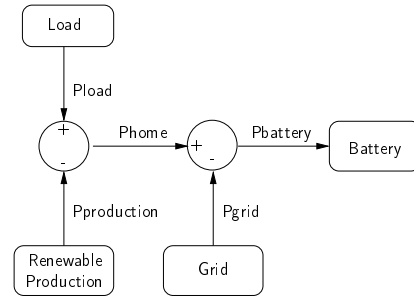 Load
Pload
+
-
Phome
+
-
Pbattery
Battery
Pproduction
Pgrid
Renewable
Production
Grid